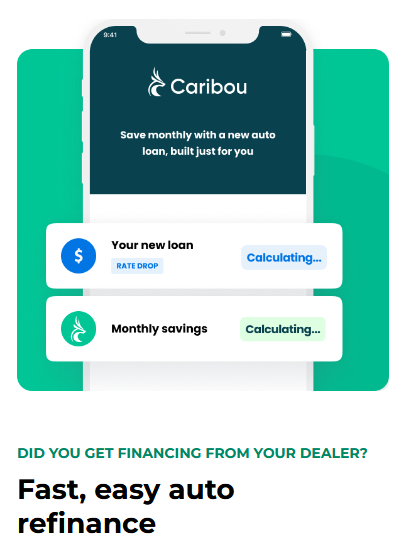 9:41
Caribou
Save monthly with a new auto
loan, built just for you
$
Your new loan
RATE DROP
Calculating...
Monthly savings
Calculating...
DID YOU GET FINANCING FROM YOUR DEALER?
Fast, easy auto
refinance